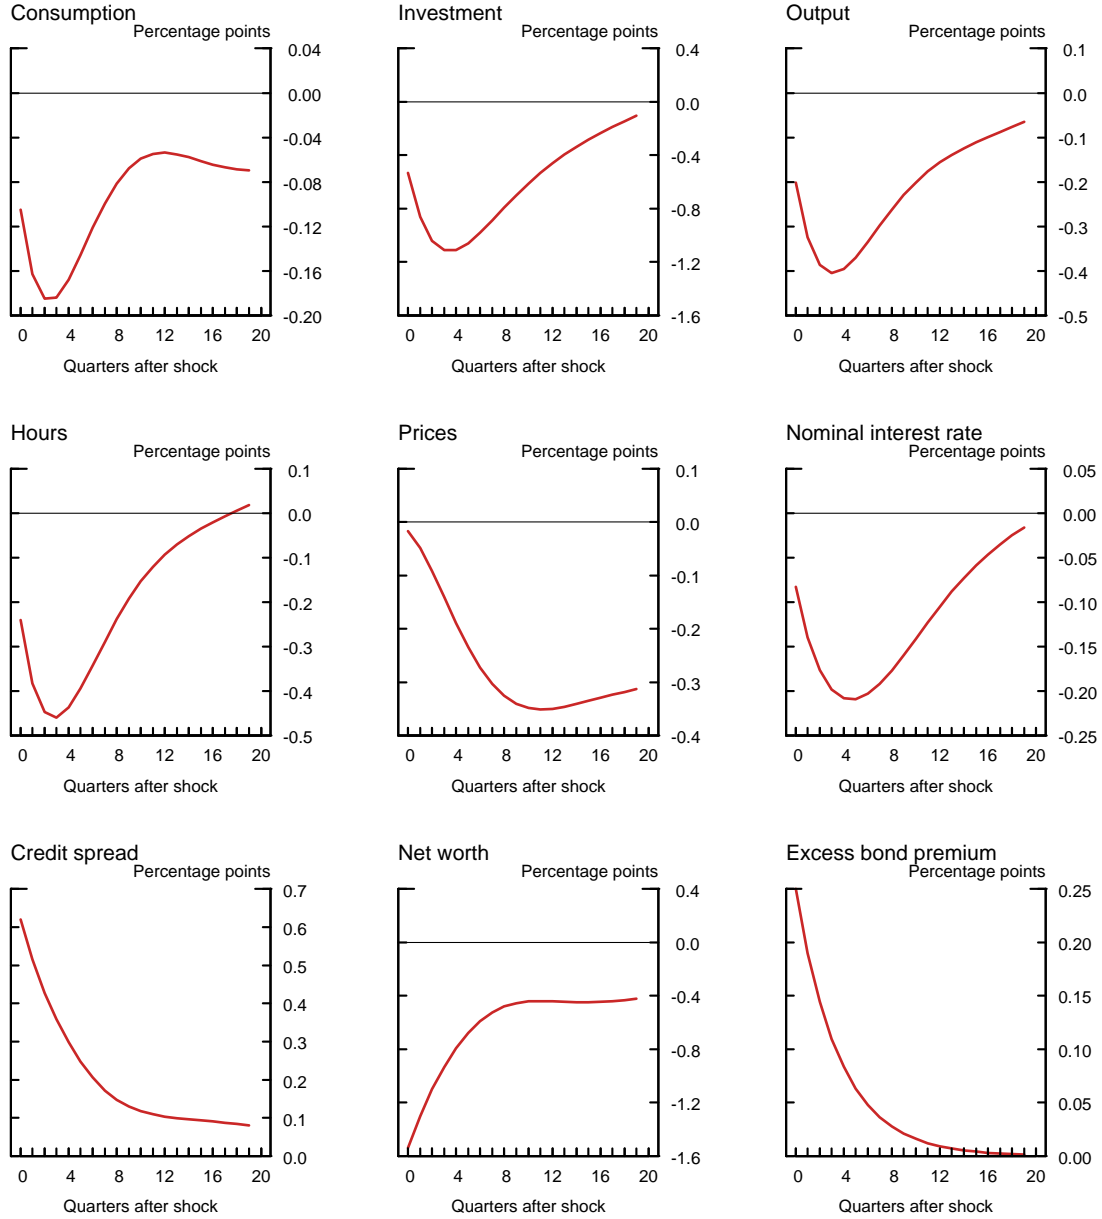 Consumption
Percentage points
0.04
0.00
-0.04
-0.08
-0.12
-0.16
-0.20
0 4 8 12 16 20
Quarters after shock
Investment
Percentage points
0.4
0.0
-0.4
-0.8
-1.2
-1.6
0 4 8 12 16 20
Quarters after shock
Output
Percentage points
0.1
0.0
-0.1
-0.2
-0.3
-0.4
-0.5
0 4 8 12 16 20
Quarters after shock
Hours
Percentage points
0.1
0.0
-0.1
-0.2
-0.3
-0.4
-0.5
0 4 8 12 16 20
Quarters after shock
Prices
Percentage points
0.1
0.0
-0.1
-0.2
-0.3
-0.4
0 4 8 12 16 20
Quarters after shock
Nominal interest rate
Percentage points
0.05
0.00
-0.05
-0.10
-0.15
-0.20
-0.25
0 4 8 12 16 20
Quarters after shock
Credit spread
Percentage points
0.7
0.6
0.5
0.4
0.3
0.2
0.1
0.0
0 4 8 12 16 20
Quarters after shock
Net worth
Percentage points
0.4
0.0
-0.4
-0.8
-1.2
-1.6
0 4 8 12 16 20
Quarters after shock
Excess bond premium
Percentage points
0.25
0.20
0.15
0.10
0.05
0.00
0 4 8 12 16 20
Quarters after shock